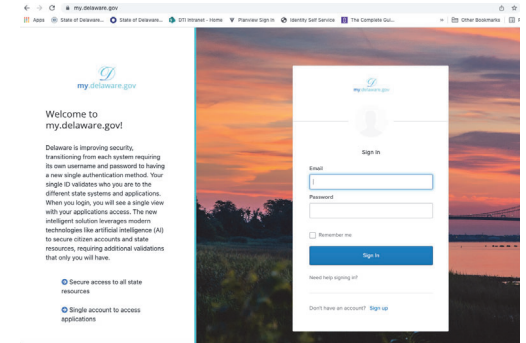 my.delaware.gov
Apps
State of Delaware...
State of Delaware...
DTI Intranet - Home
Planview Sign In
Identity Self Service
The Complete Gui...
»
Other Bookmarks
my.delaware.gov
Welcome to
my.delaware.gov!
Delaware is improving security,
transitioning from each system requiring
its own username and password to having
a new single authentication method. Your
single ID validates who you are to the
different state systems and applications.
When you login, you will see a single view
with your applications access. The new
intelligent solution leverages modern
technologies like artificial intelligence (AI)
to secure citizen accounts and state
resources, requiring additional validations
that only you will have.
Secure access to all state
resources
Single account to access
applications
my.delaware.gov
Sign In
Email
Password
Remember me
Sign In
Need help signing in?
Don't have an account? Sign up